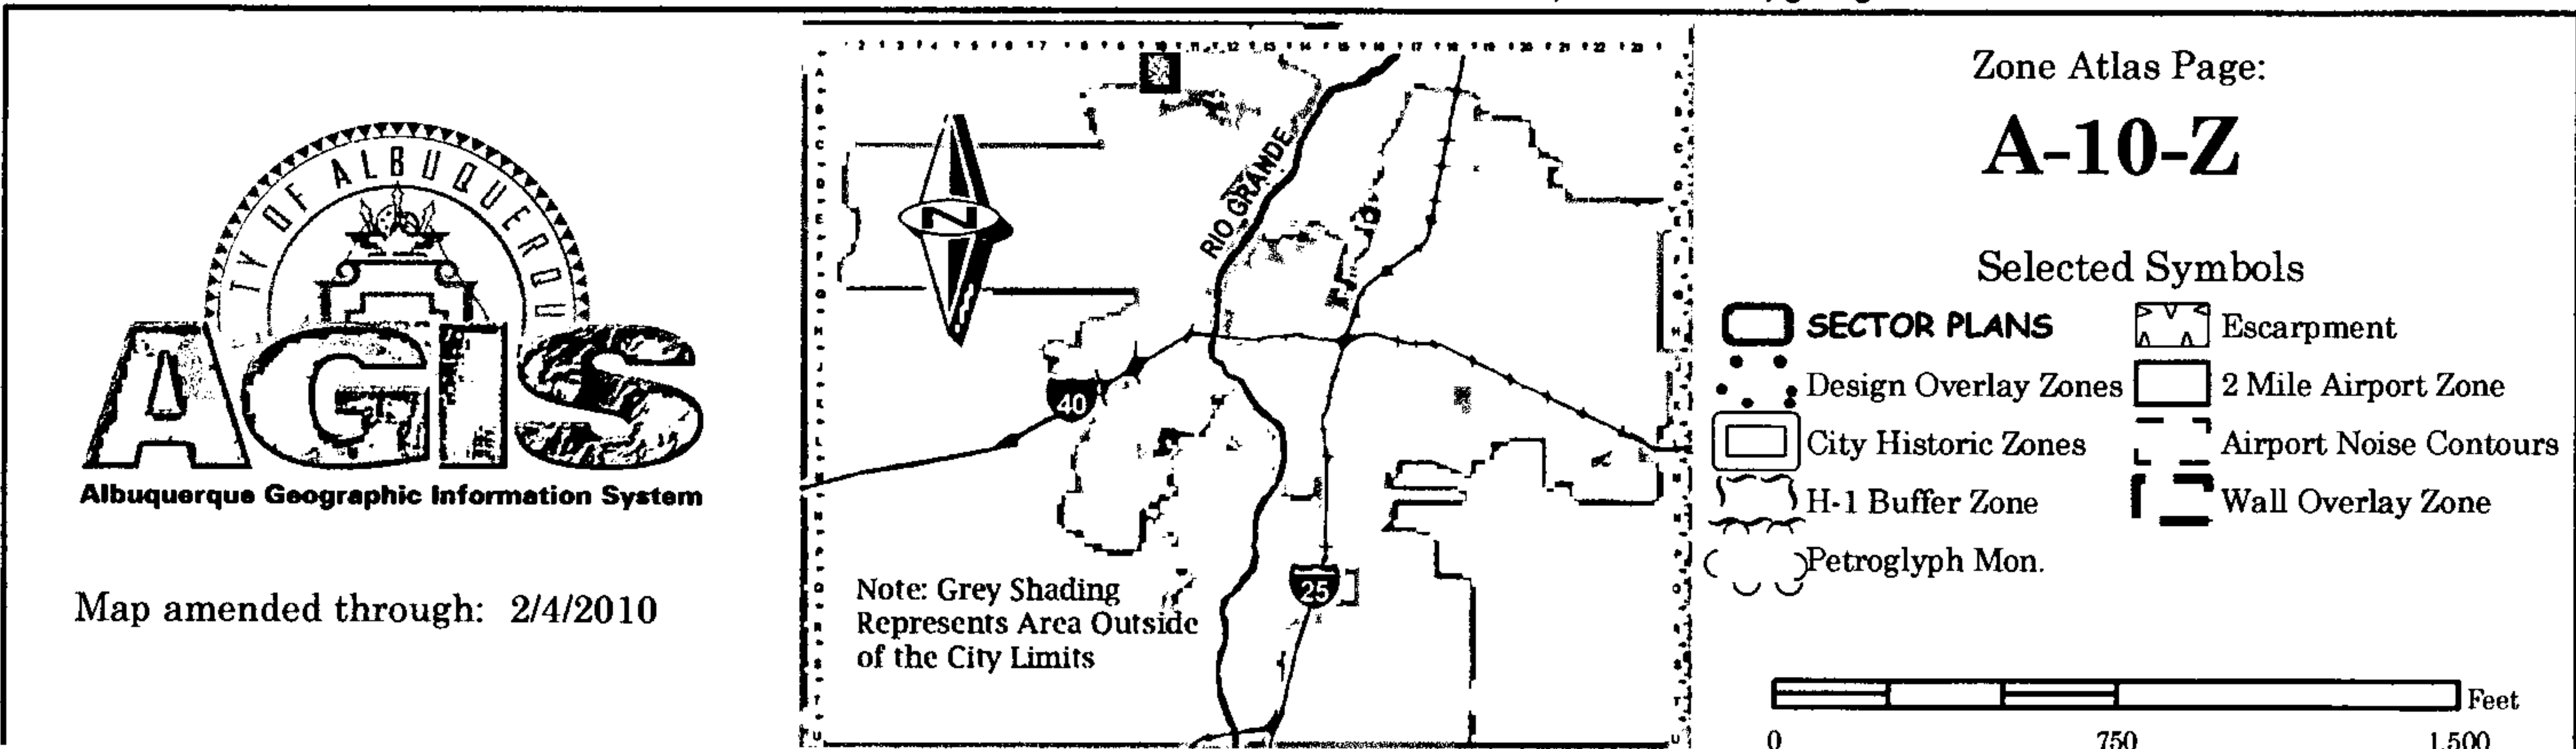 TY OF ALBUQUERQU
AGIS
Albuquerque Geographic Information System
Map amended through: 2/4/2010
RIO GRANDE
N
40
25
Note: Grey Shading
Represents Area Outside
of the City Limits
Zone Atlas Page:
A-10-Z
Selected Symbols
SECTOR PLANS
Escarpment
Design Overlay Zones
2 Mile Airport Zone
City Historic Zones
Airport Noise Contours
H-1 Buffer Zone
Wall Overlay Zone
Petroglyph Mon.
Feet
0 750 1,500